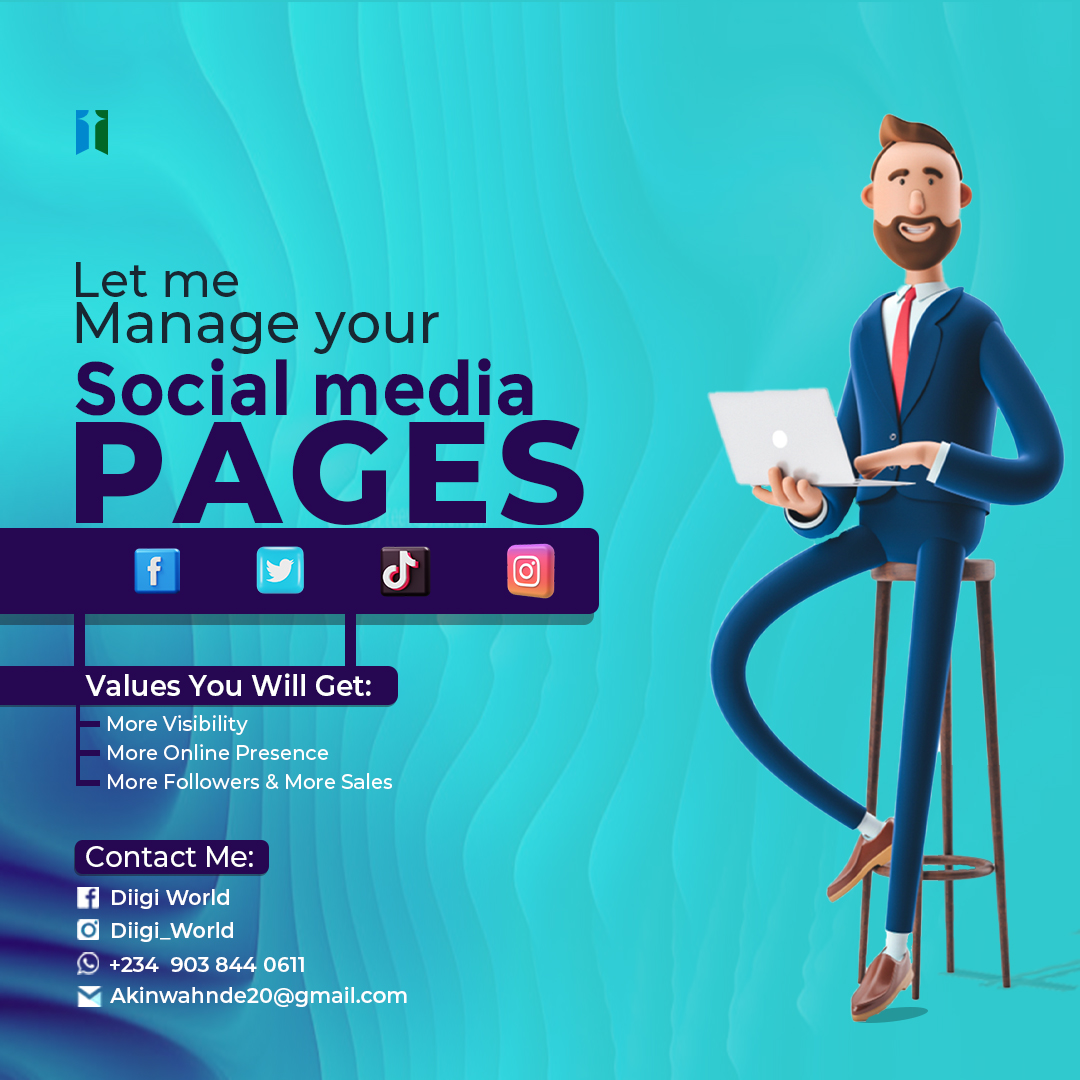 Let me
Manage your
Social media
PAGES
Values You Will Get:
More Visibility
More Online Presence
More Followers & More Sales
Contact Me:
Diigi World
Diigi_World
+234 903 844 0611
Akinwahnde20@gmail.com